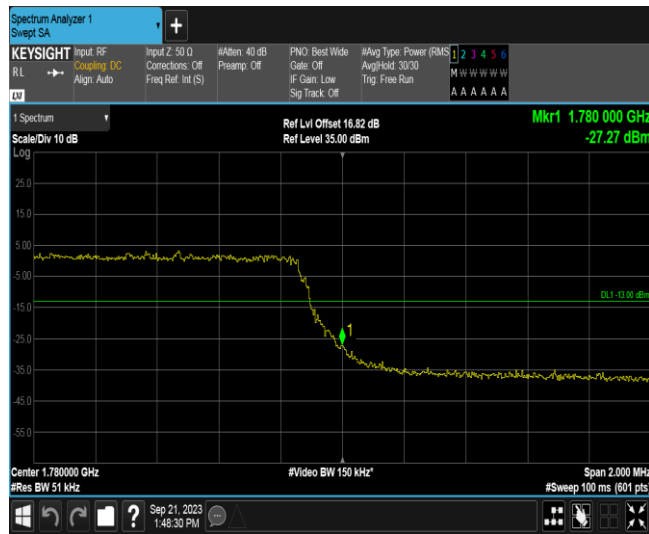 Spectrum Analyzer 1
Swept SA
KEYSIGHT
RL
LXI
Input: RF
Coupling: DC
Align: Auto
Input Z: 50 Ω
Corrections: Off
Freq Ref: Int (S)
#Atten: 40 dB
Preamp: Off
PNO: Best Wide
Gate: Off
IF Gain: Low
Sig Track: Off
#Avg Type: Power (RMS
Avg|Hold: 30/30
Trig: Free Run
1 2 3 4 5 6
M W W W W W
A A A A A A
1 Spectrum
Scale/Div 10 dB
Log
Ref Lvl Offset 16.82 dB
Ref Level 35.00 dBm
Mkr1 1.780 000 GHz
-27.27 dBm
25.0
15.0
5.00
-5.00
-15.0
-25.0
-35.0
-45.0
-55.0
DL1 -13.00 dBm
1
Center 1.780000 GHz
#Res BW 51 kHz
#Video BW 150 kHz*
Span 2.000 MHz
#Sweep 100 ms (601 pts
?
Sep 21, 2023
1:48:30 PM